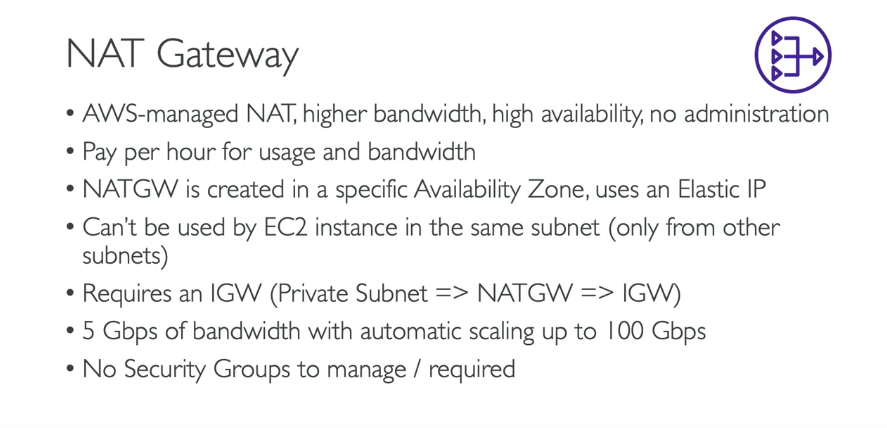 NAT Gateway
• AWS-managed NAT, higher bandwidth, high availability, no administration
• Pay per hour for usage and bandwidth
• NATGW is created in a specific Availability Zone, uses an Elastic IP
• Can't be used by EC2 instance in the same subnet (only from other
subnets)
• Requires an IGW (Private Subnet => NATGW => IGW)
• 5 Gbps of bandwidth with automatic scaling up to 100 Gbps
• No Security Groups to manage / required